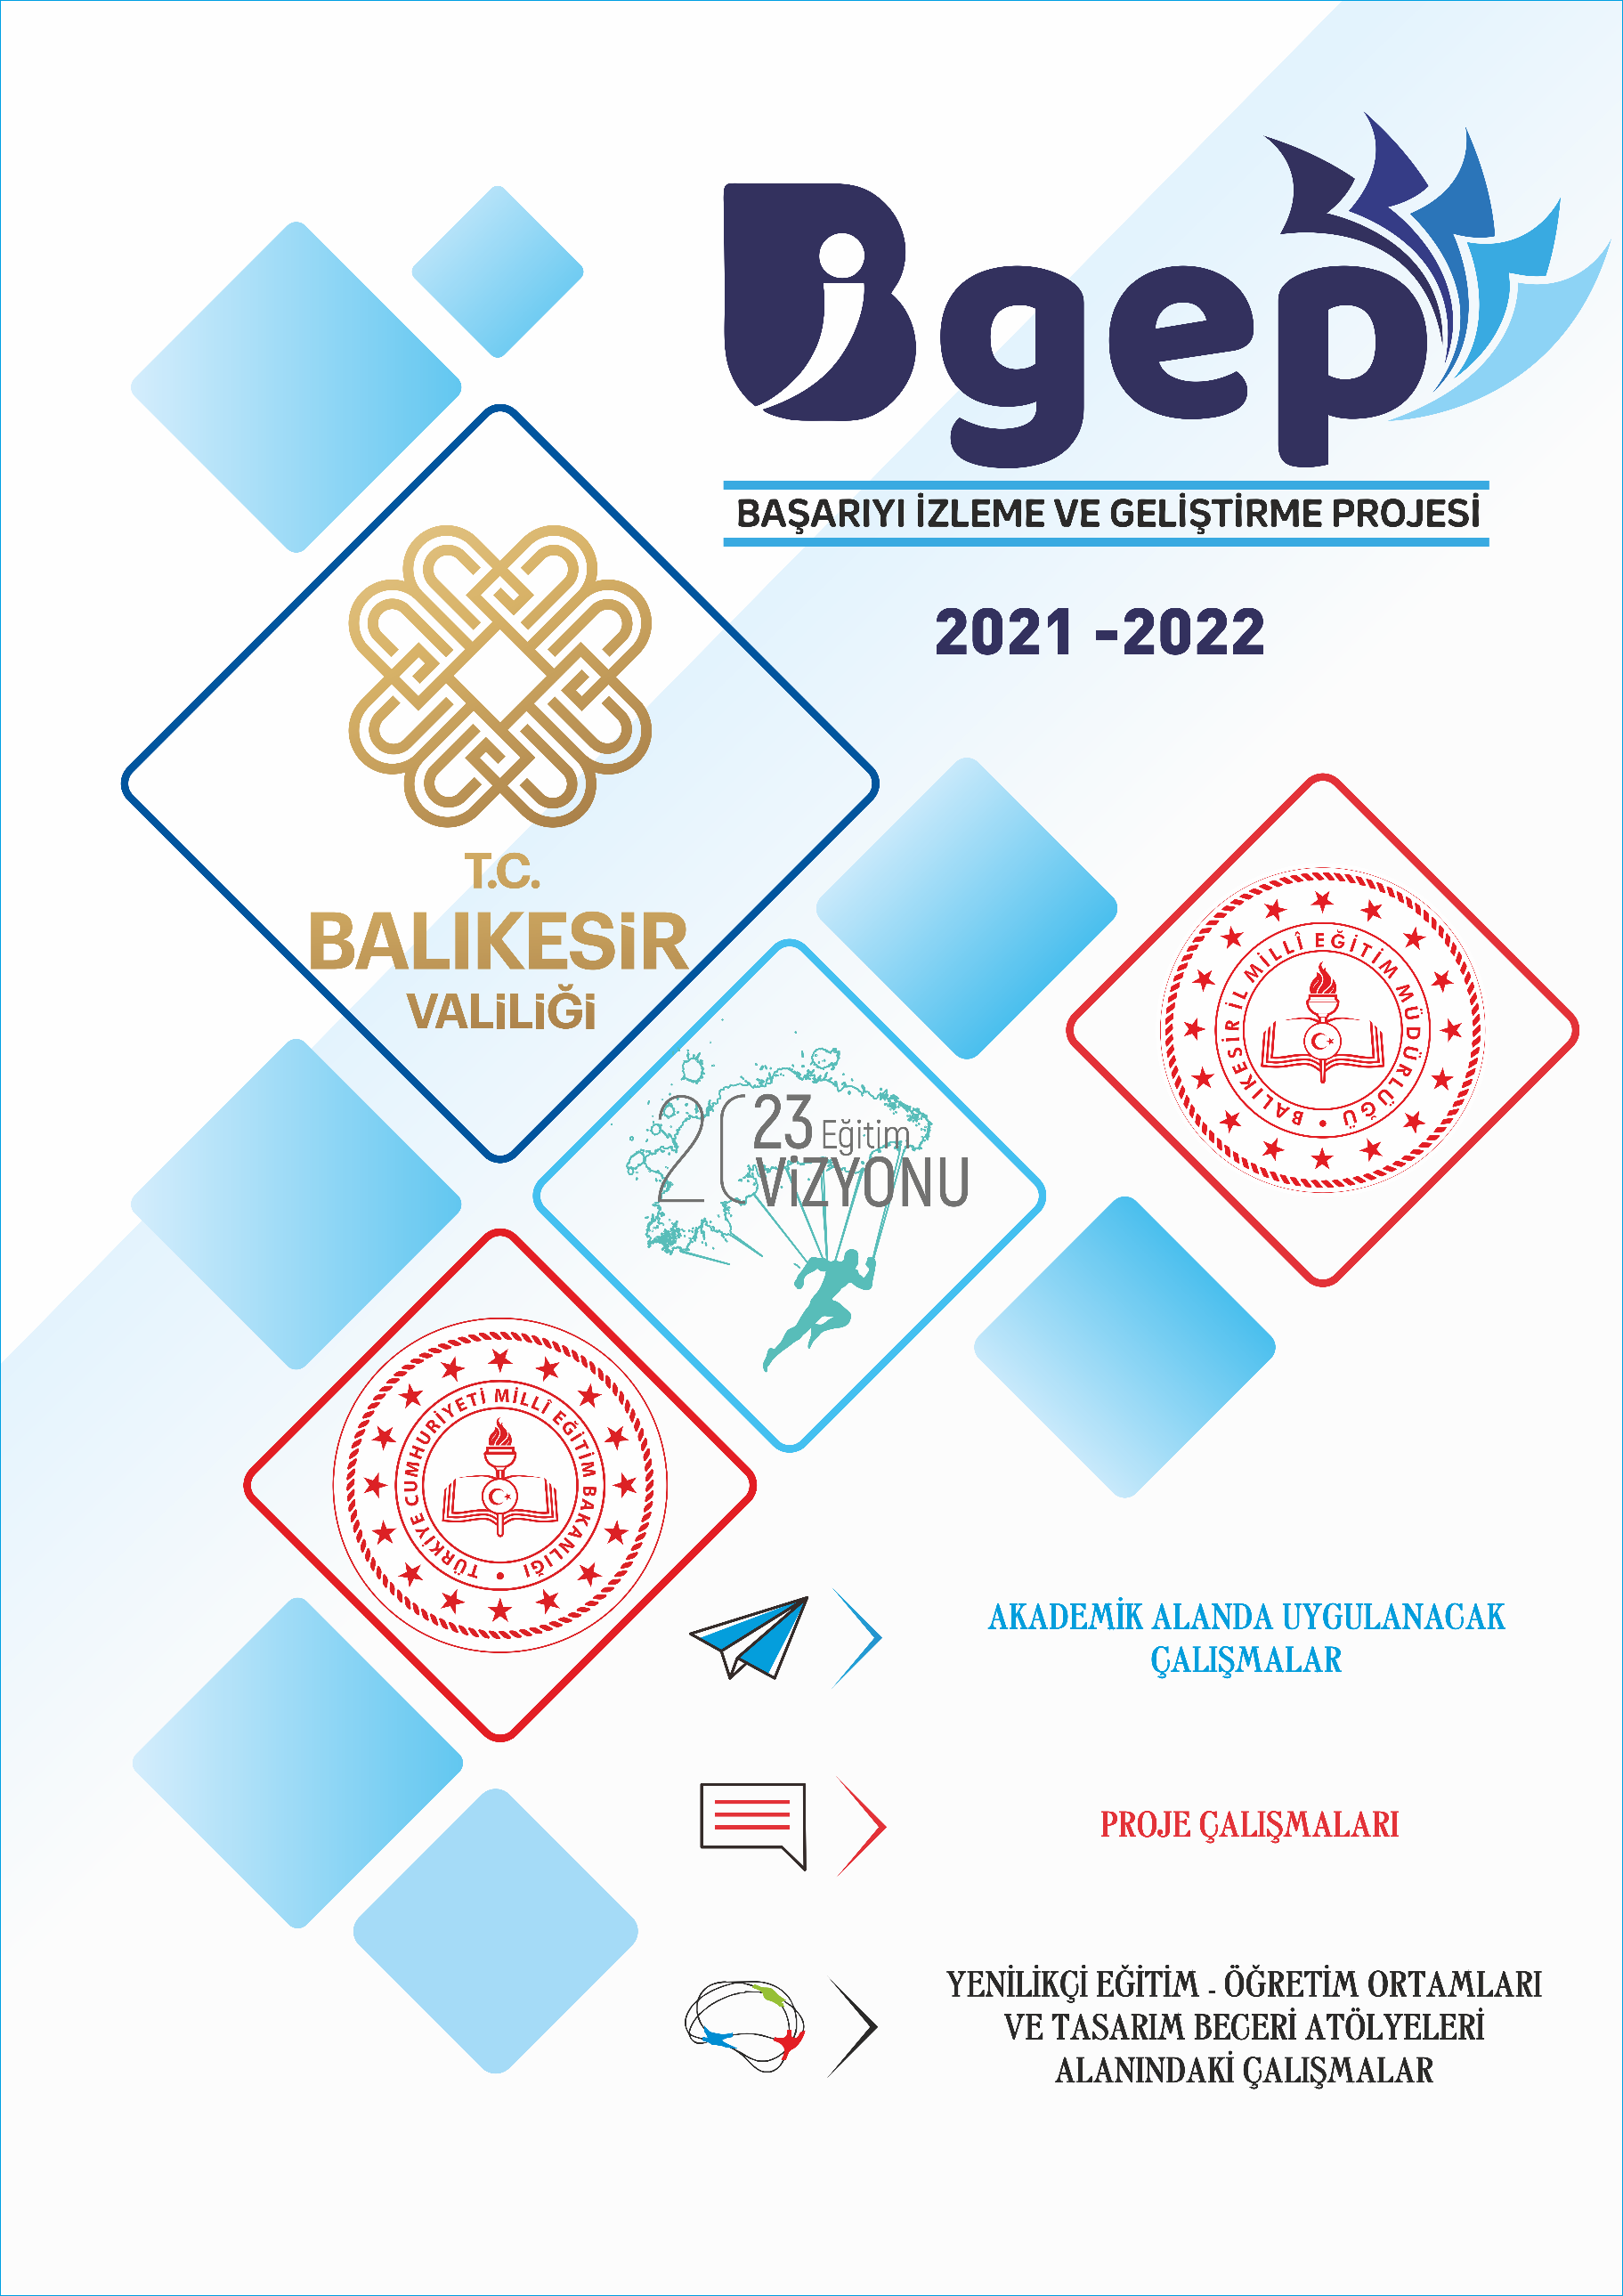 Bigep
BAŞARIYI İZLEME VE GELİŞTİRME PROJESİ
2021 -2022
T.C.
BALIKESİR
VALİLİĞİ
BALIKESİR İL MİLLÎ EĞİTİM MÜDÜRLÜĞÜ
2023 Eğitim
VİZYONU
TÜRKİYE CUMHURİYETİ MİLLÎ EĞİTİM BAKANLIĞI
AKADEMİK ALANDA UYGULANACAK
ÇALIŞMALAR
PROJE ÇALIŞMALARI
YENİLİKÇİ EĞİTİM - ÖĞRETİM ORTAMLARI
VE TASARIM BECERİ ATÖLYELERİ
ALANINDAKİ ÇALIŞMALAR